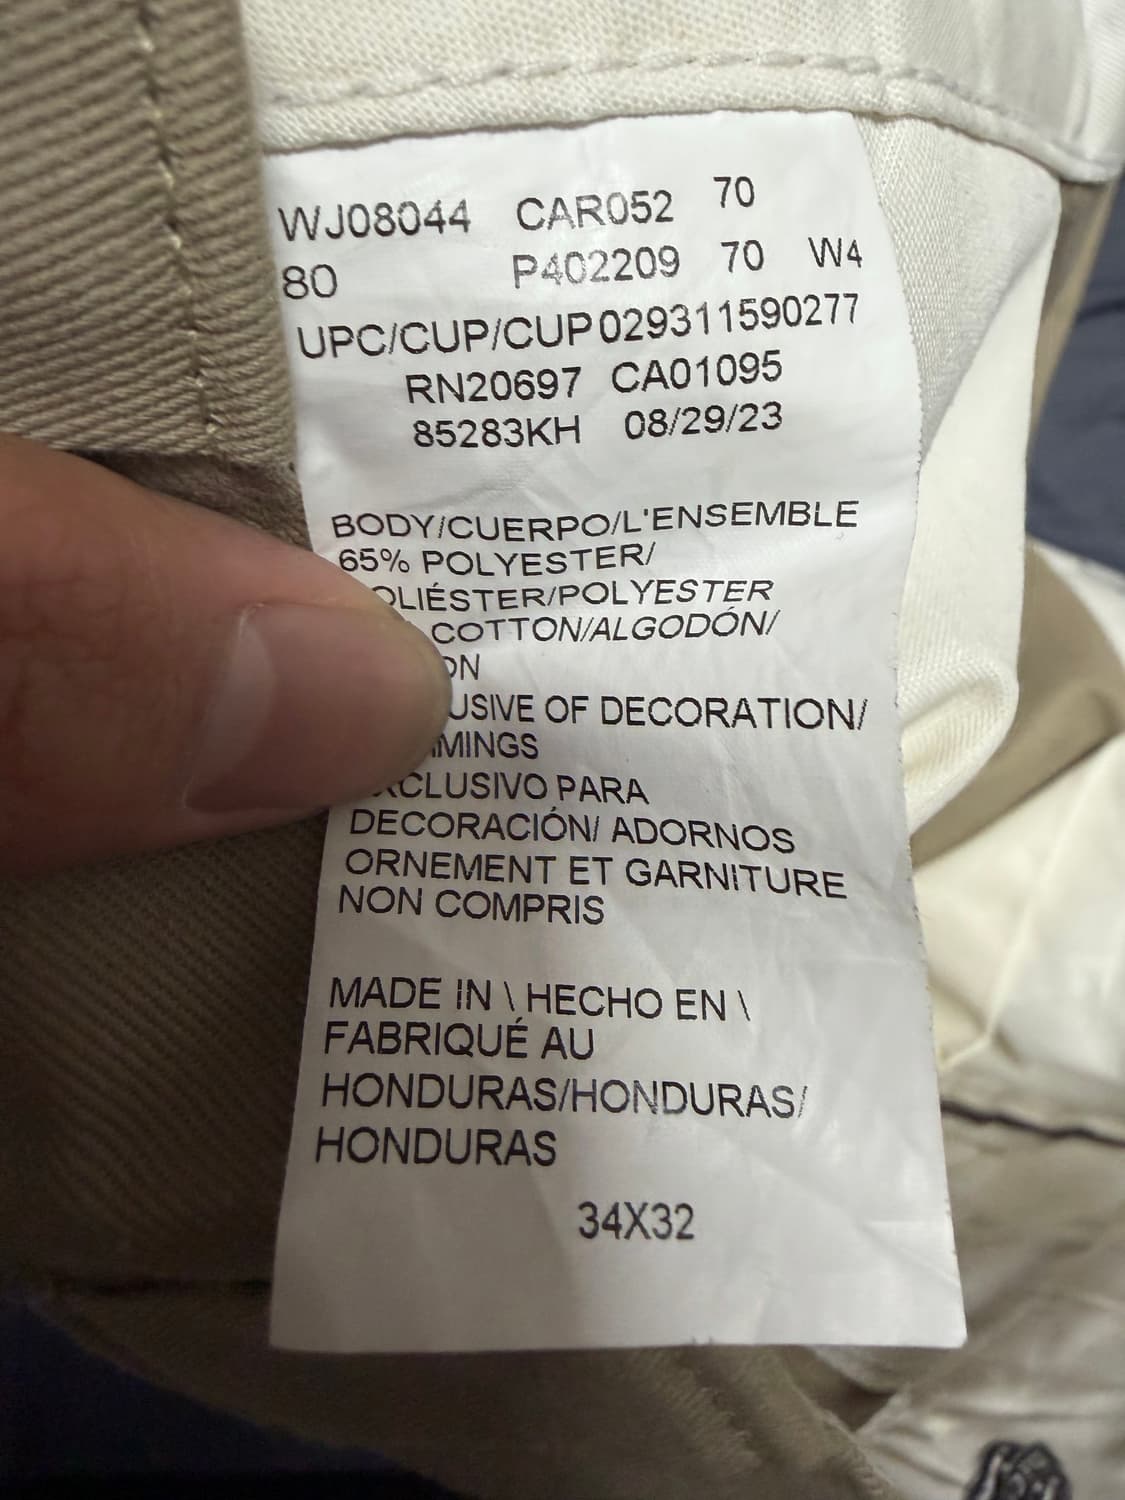 WJ08044 CAR052 70
80 P402209 70 W4
UPC/CUP/CUP 029311590277
RN20697 CA01095
85283KH 08/29/23
BODY/CUERPO/L'ENSEMBLE
65% POLYESTER/
OLIÉSTER/POLYESTER
COTTON/ALGODÓN/
ON
USIVE OF DECORATION/
MINGS
XCLUSIVO PARA
DECORACIÓN/ ADORNOS
ORNEMENT ET GARNITURE
NON COMPRIS
MADE IN \ HECHO EN \
FABRIQUÉ AU
HONDURAS/HONDURAS/
HONDURAS
34X32